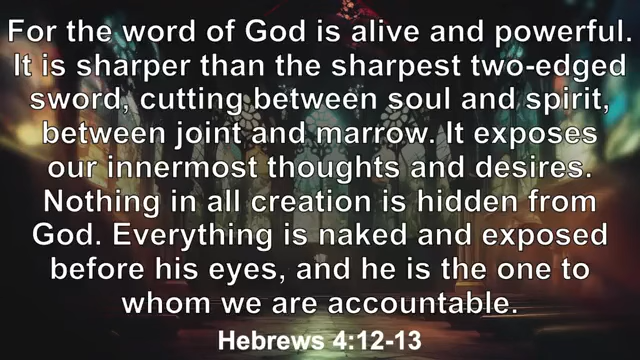 For the word of God is alive and powerful.
It is sharper than the sharpest two-edged
sword, cutting between soul and spirit,
between joint and marrow. It exposes
our innermost thoughts and desires.
Nothing in all creation is hidden from
God. Everything is naked and exposed
before his eyes, and he is the one to
whom we are accountable.
Hebrews 4:12-13